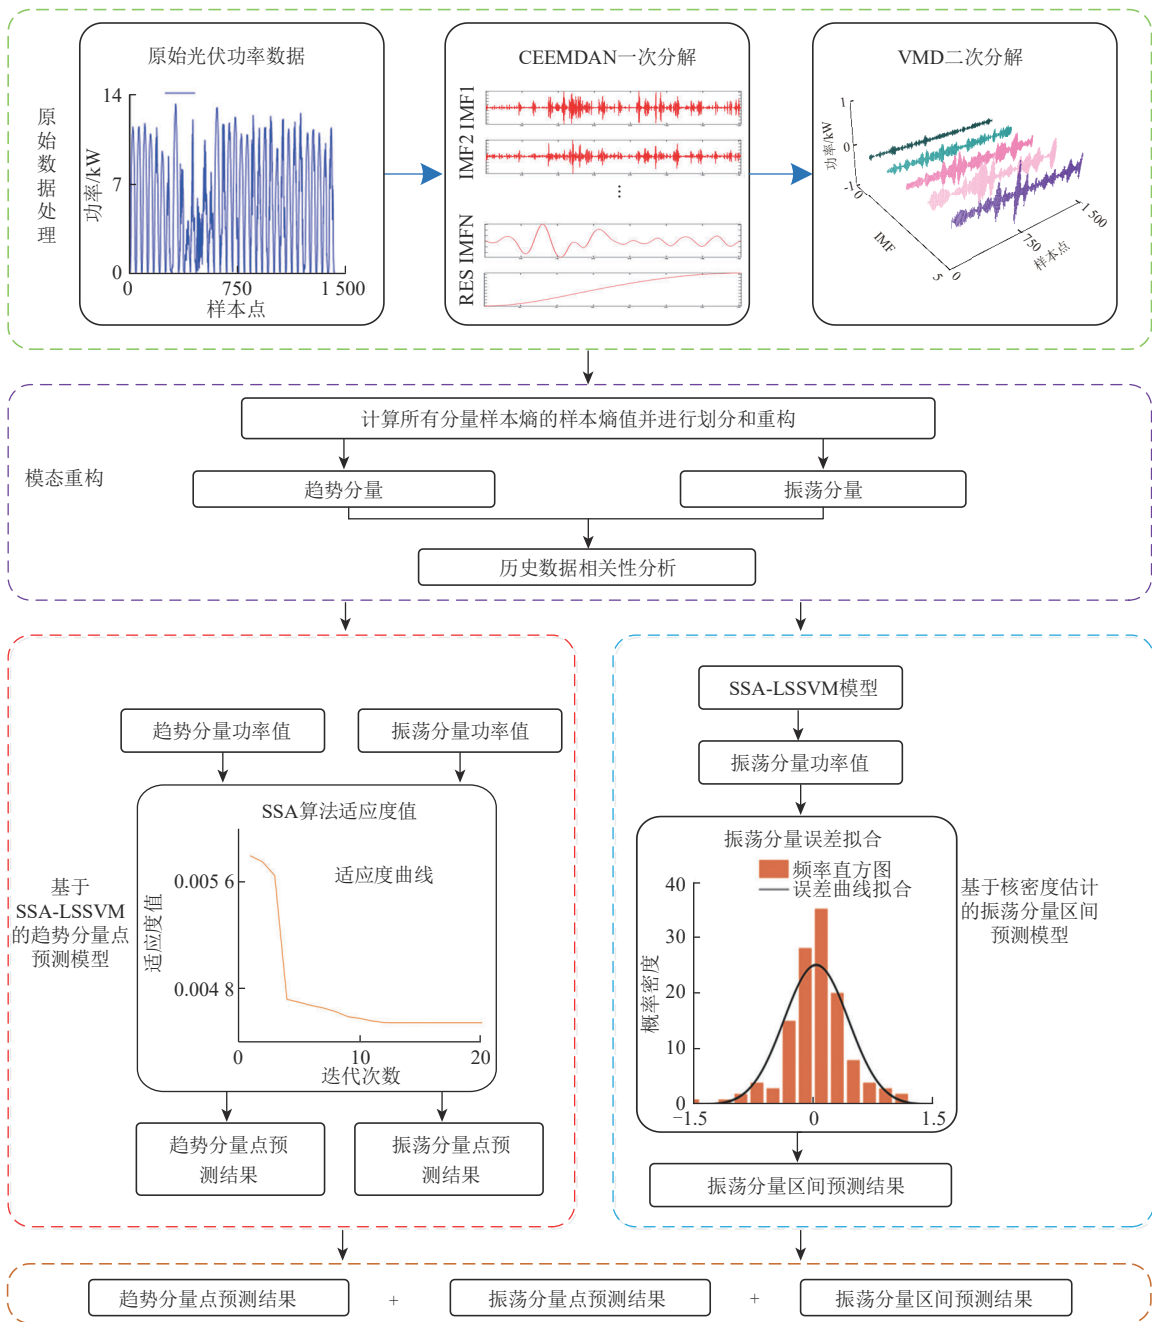 原始数据处理
原始光伏功率数据
14
7
0
功率/kW
0
750
1 500
样本点
CEEMDAN一次分解
IMF1
IMF2
⋮
IMFN
RES
VMD二次分解
1
0
-1
功率/kW
0
IMF
5
0
750
1 500
样本点
模态重构
计算所有分量样本熵的样本熵值并进行划分和重构
趋势分量
振荡分量
历史数据相关性分析
基于
SSA-LSSVM
的趋势分量点
预测模型
趋势分量功率值
振荡分量功率值
SSA算法适应度值
适应度曲线
0.005 6
0.004 8
适应度值
0
10
20
迭代次数
趋势分量点预
测结果
振荡分量点预
测结果
SSA-LSSVM模型
振荡分量功率值
振荡分量误差拟合
频率直方图
误差曲线拟合
40
30
20
10
0
概率密度
−1.5
0
1.5
振荡分量区间预测结果
基于核密度估计
的振荡分量区间
预测模型
趋势分量点预测结果
+
振荡分量点预测结果
+
振荡分量区间预测结果